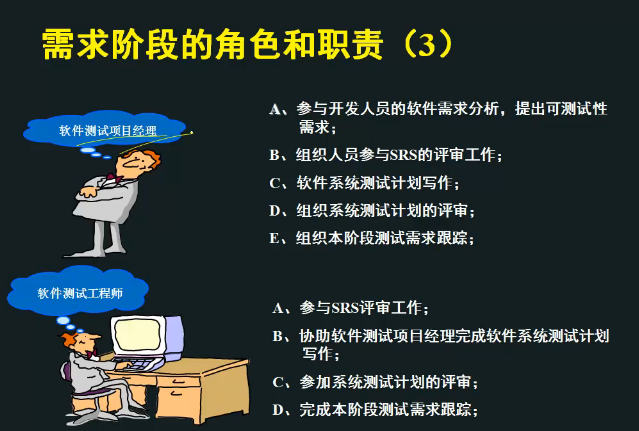 需求阶段的角色和职责（3）
软件测试项目经理
A、参与开发人员的软件需求分析，提出可测试性
需求；
B、组织人员参与SRS的评审工作；
C、软件系统测试计划写作；
D、组织系统测试计划的评审；
E、组织本阶段测试需求跟踪；
软件测试工程师
A、参与SRS评审工作；
B、协助软件测试项目经理完成软件系统测试计划
写作；
C、参加系统测试计划的评审；
D、完成本阶段测试需求跟踪；